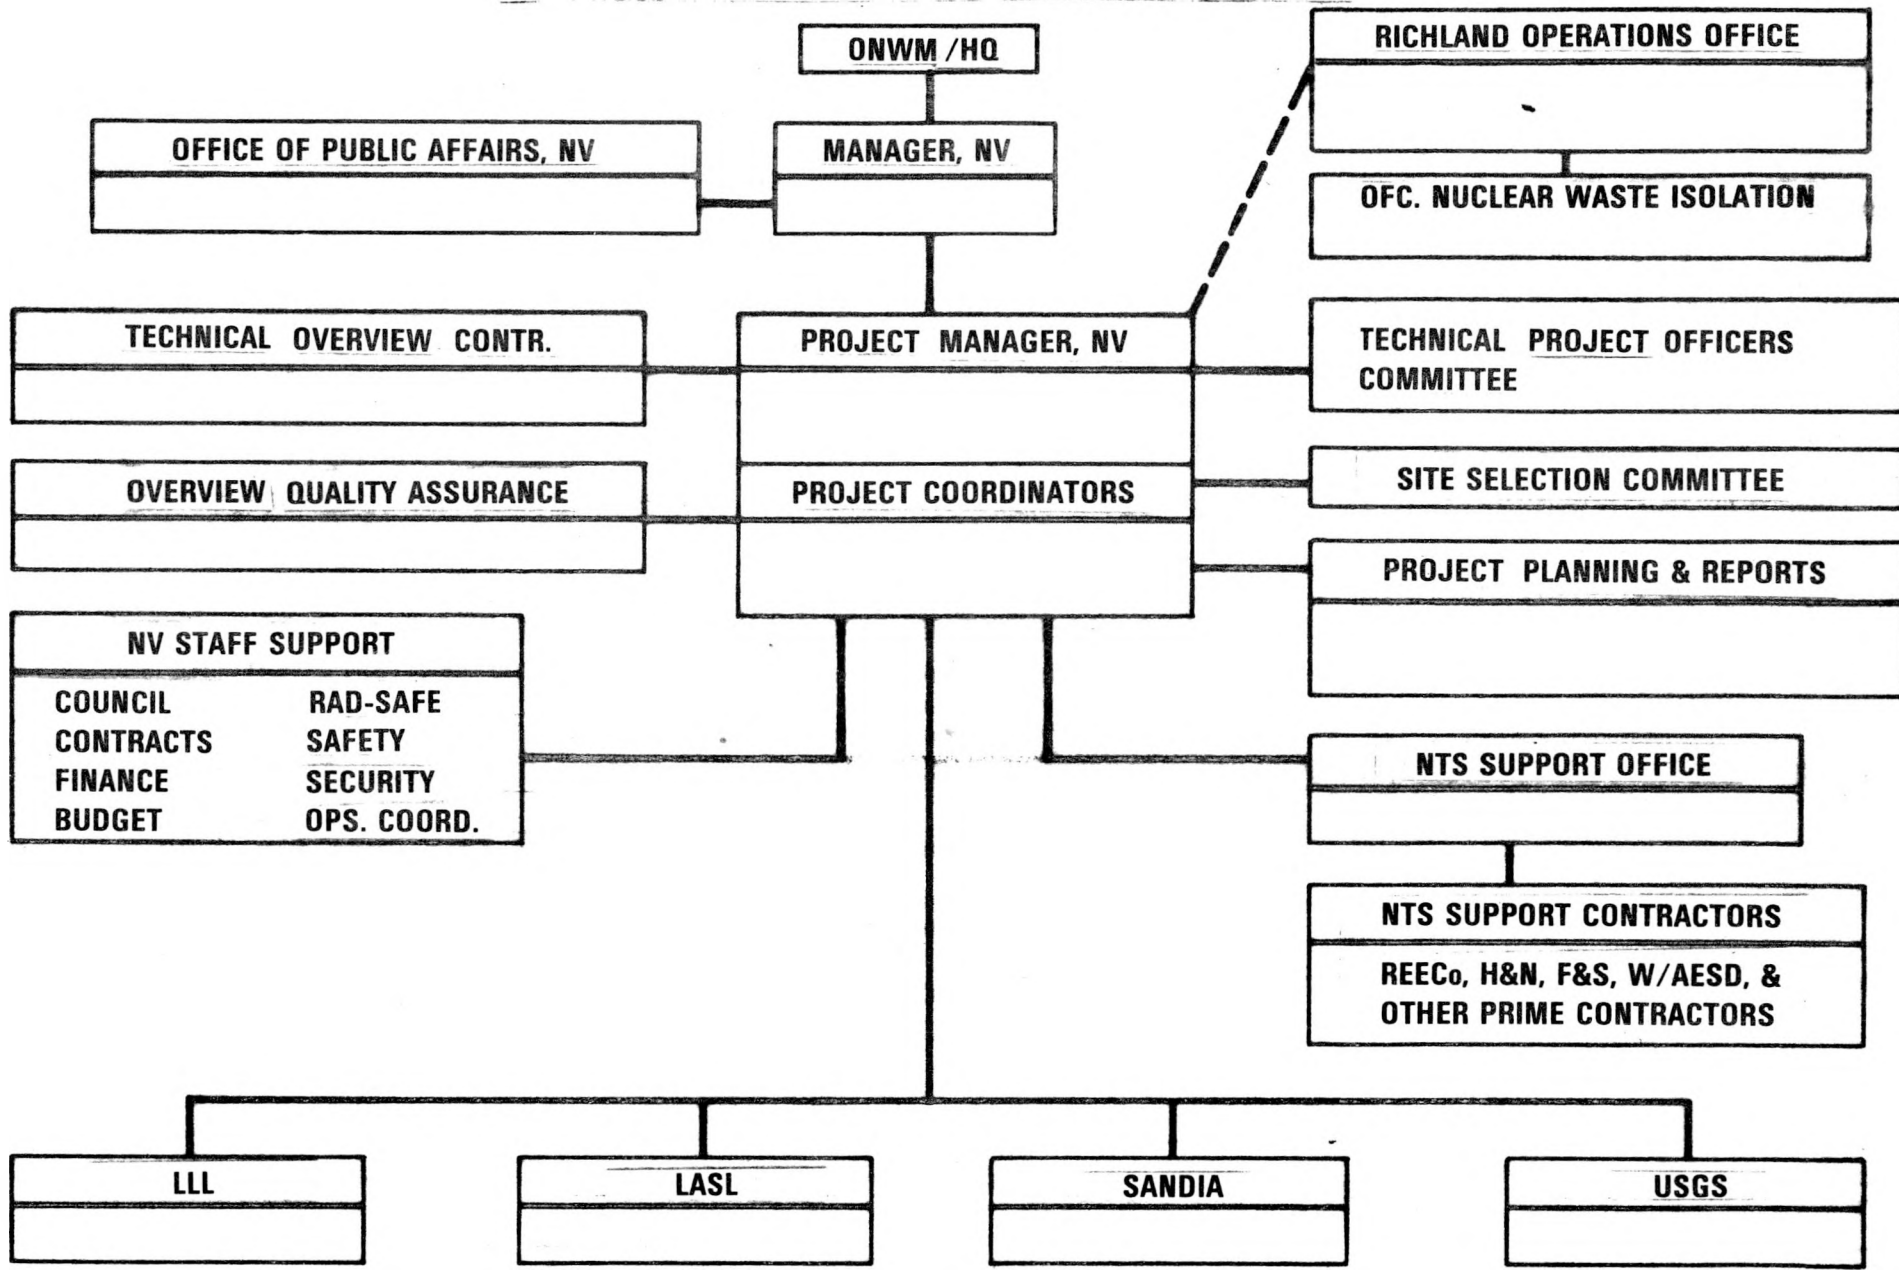 ONWM/HQ
RICHLAND OPERATIONS OFFICE
OFFICE OF PUBLIC AFFAIRS, NV
MANAGER, NV
OFC. NUCLEAR WASTE ISOLATION
TECHNICAL OVERVIEW CONTR.
PROJECT MANAGER, NV
TECHNICAL PROJECT OFFICERS
COMMITTEE
OVERVIEW QUALITY ASSURANCE
PROJECT COORDINATORS
SITE SELECTION COMMITTEE
PROJECT PLANNING & REPORTS
NV STAFF SUPPORT
COUNCIL RAD-SAFE
CONTRACTS SAFETY
FINANCE SECURITY
BUDGET OPS. COORD.
NTS SUPPORT OFFICE
NTS SUPPORT CONTRACTORS
REECo, H&N, F&S, W/AESD, &
OTHER PRIME CONTRACTORS
LLL
LASL
SANDIA
USGS